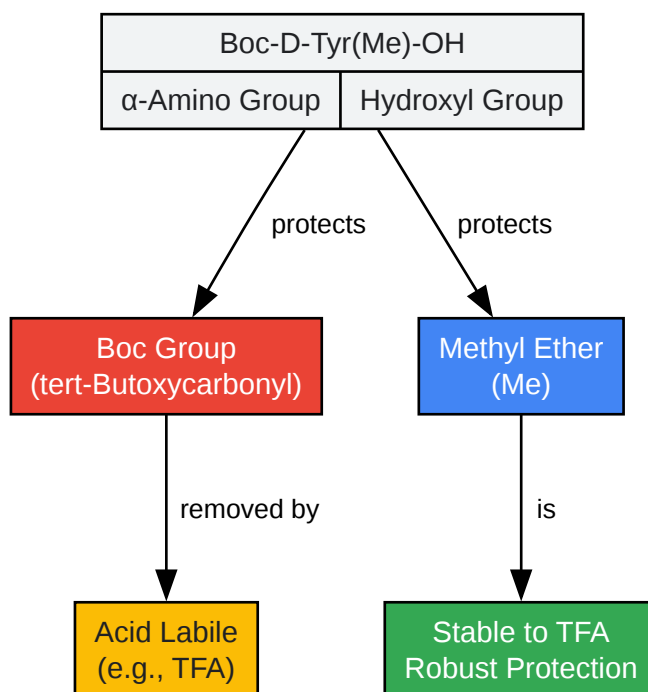 Boc-D-Tyr(Me)-OH
α-Amino Group
Hydroxyl Group
protects
protects
Boc Group
(tert-Butoxycarbonyl)
Methyl Ether
(Me)
removed by
is
Acid Labile
(e.g., TFA)
Stable to TFA
Robust Protection